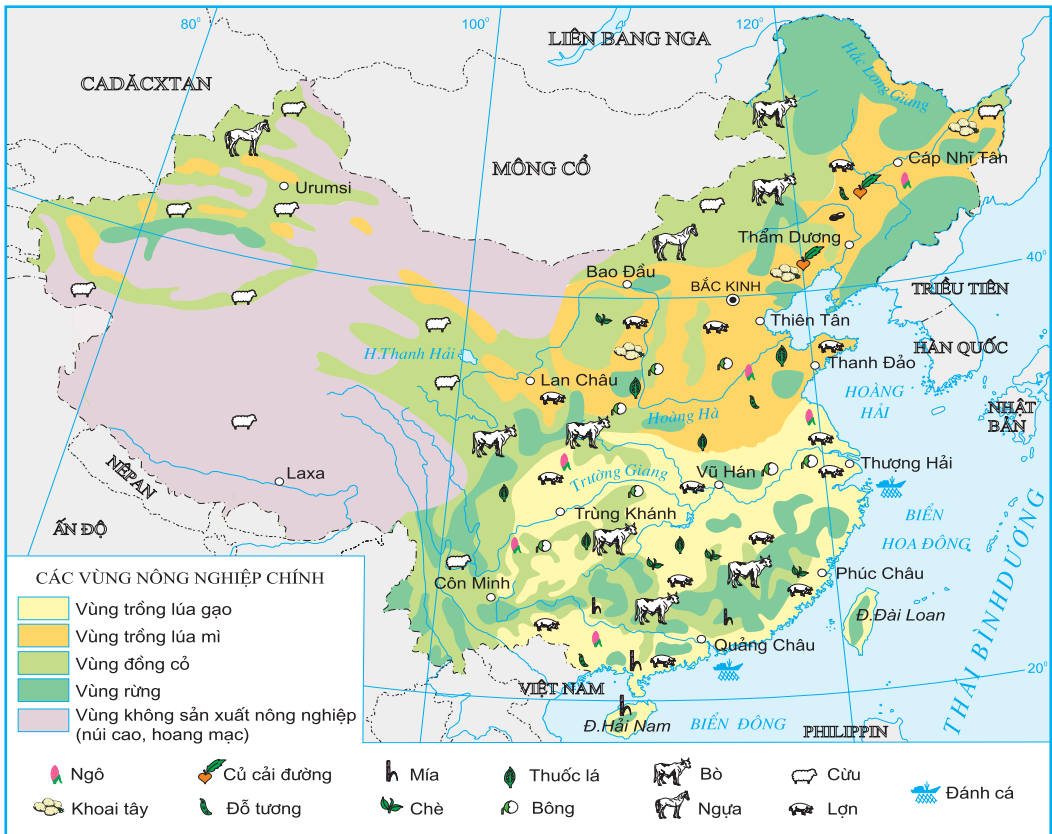 80°
100°
120°
LIÊN BANG NGA
CADĂCXTAN
Hắc Long Giang
MÔNG CỔ
Cáp Nhĩ Tân
Urumsi
Thẩm Dương
40°
Bao Đầu
BẮC KINH
TRIỀU TIÊN
Thiên Tân
H.Thanh Hải
HÀN QUỐC
Thanh Đảo
Lan Châu
HOÀNG
HẢI
Hoàng Hà
NHẬT
BẢN
NÊPAN
Laxa
Trường Giang
Vũ Hán
Thượng Hải
Trùng Khánh
BIỂN
HOA ĐÔNG
ẤN ĐỘ
Côn Minh
Phúc Châu
Đ.Đài Loan
THÁI BÌNH DƯƠNG
Quảng Châu
20°
VIỆT NAM
Đ.Hải Nam
BIỂN ĐÔNG
PHILIPPIN
CÁC VÙNG NÔNG NGHIỆP CHÍNH
Vùng trồng lúa gạo
Vùng trồng lúa mì
Vùng đồng cỏ
Vùng rừng
Vùng không sản xuất nông nghiệp
(núi cao, hoang mạc)
Ngô
Củ cải đường
Mía
Thuốc lá
Bò
Cừu
Đánh cá
Khoai tây
Đỗ tương
Chè
Bông
Ngựa
Lợn